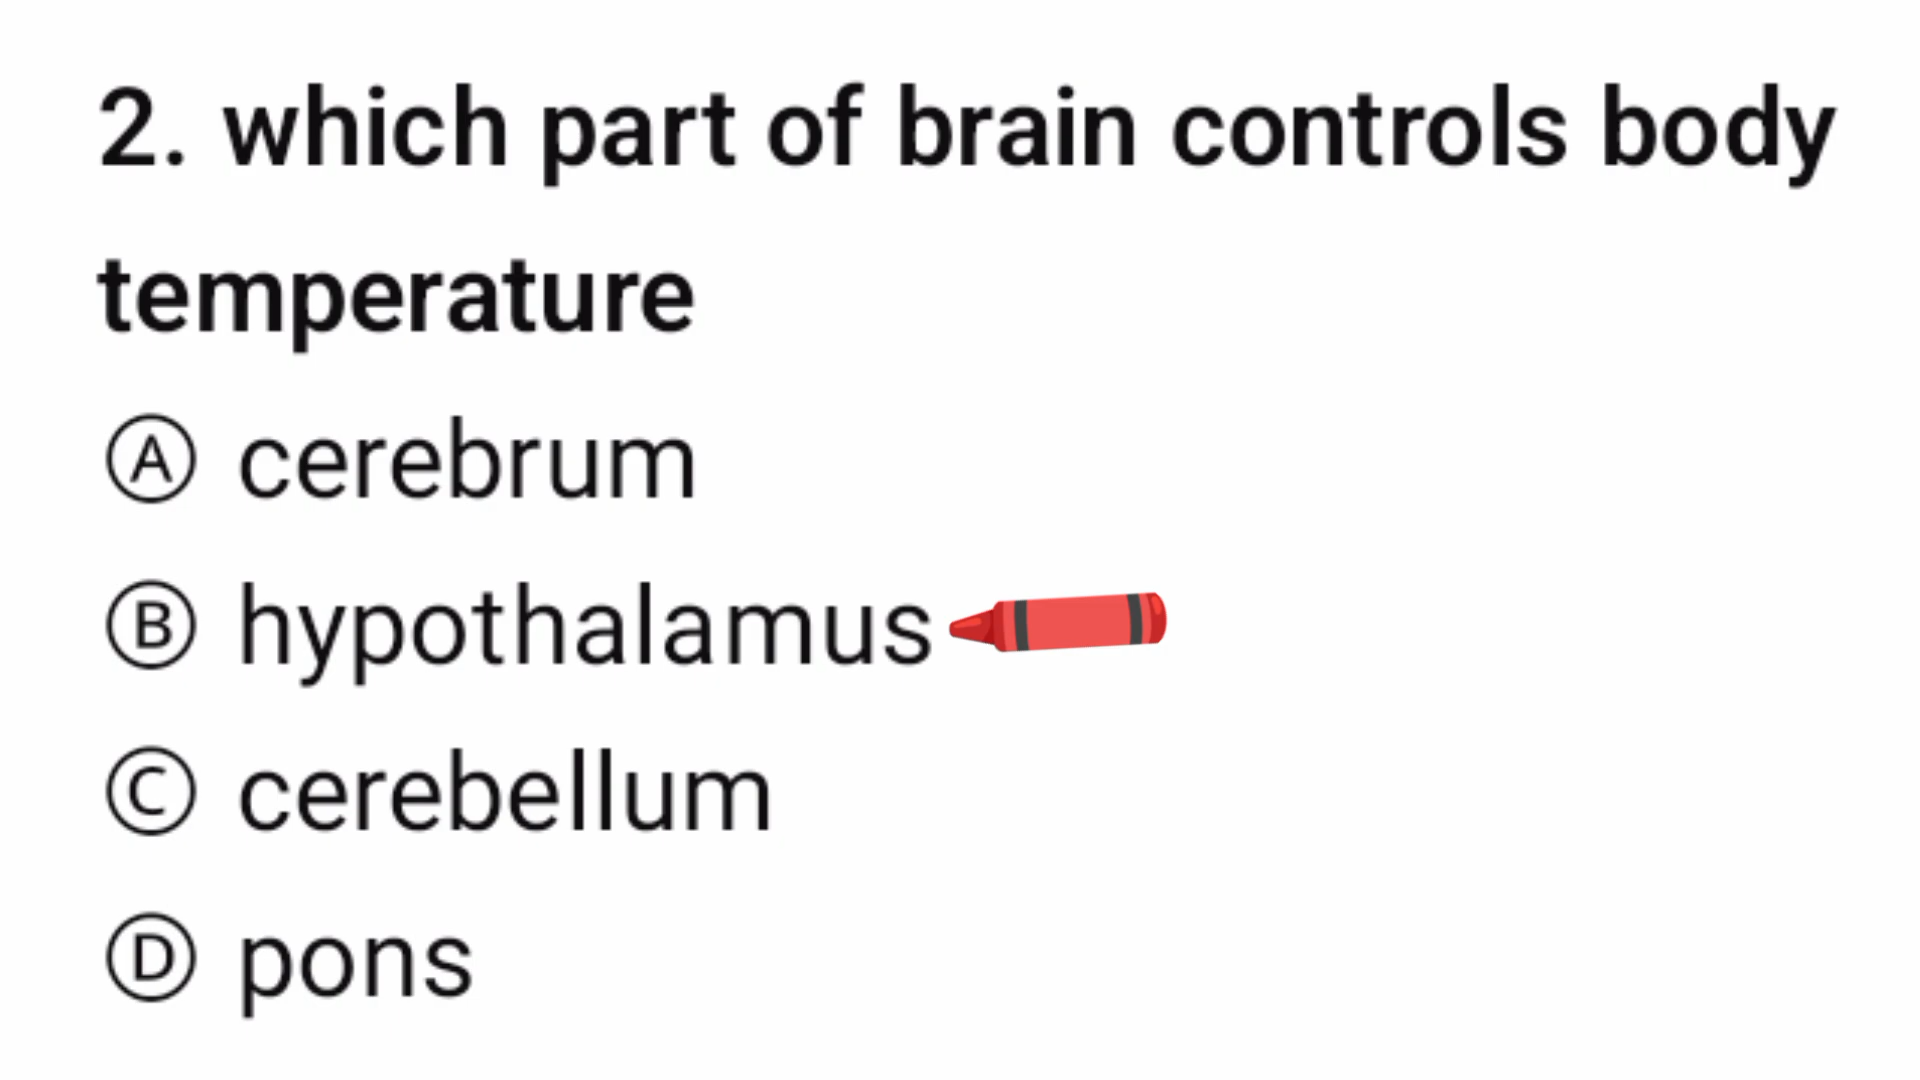 2. which part of brain controls body
temperature
Ⓐ cerebrum
Ⓑ hypothalamus
Ⓒ cerebellum
Ⓓ pons